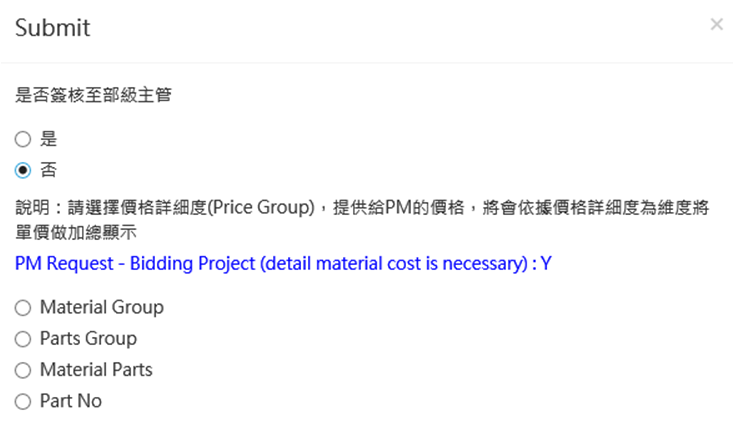 Submit
×
是否簽核至部級主管
是
否
說明：請選擇價格詳細度(Price Group)，提供給PM的價格，將會依據價格詳細度為維度將
單價做加總顯示
PM Request - Bidding Project (detail material cost is necessary) : Y
Material Group
Parts Group
Material Parts
Part No